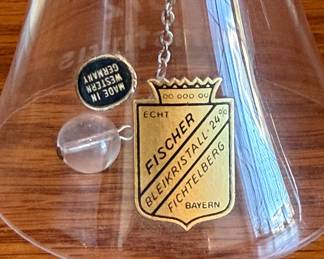 MADE IN
WESTERN
GERMANY
ECHT
FISCHER
BLEIKRISTALL · 24%
FICHTELBERG
BAYERN